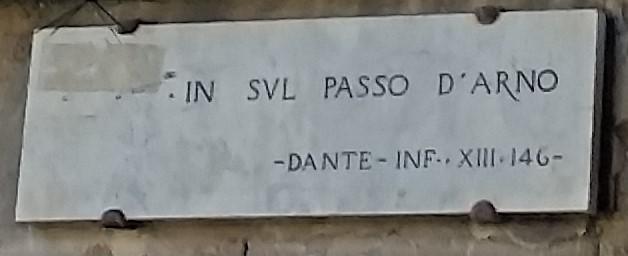 IN SVL PASSO D'ARNO
-DANTE-INF·.XIII·146-